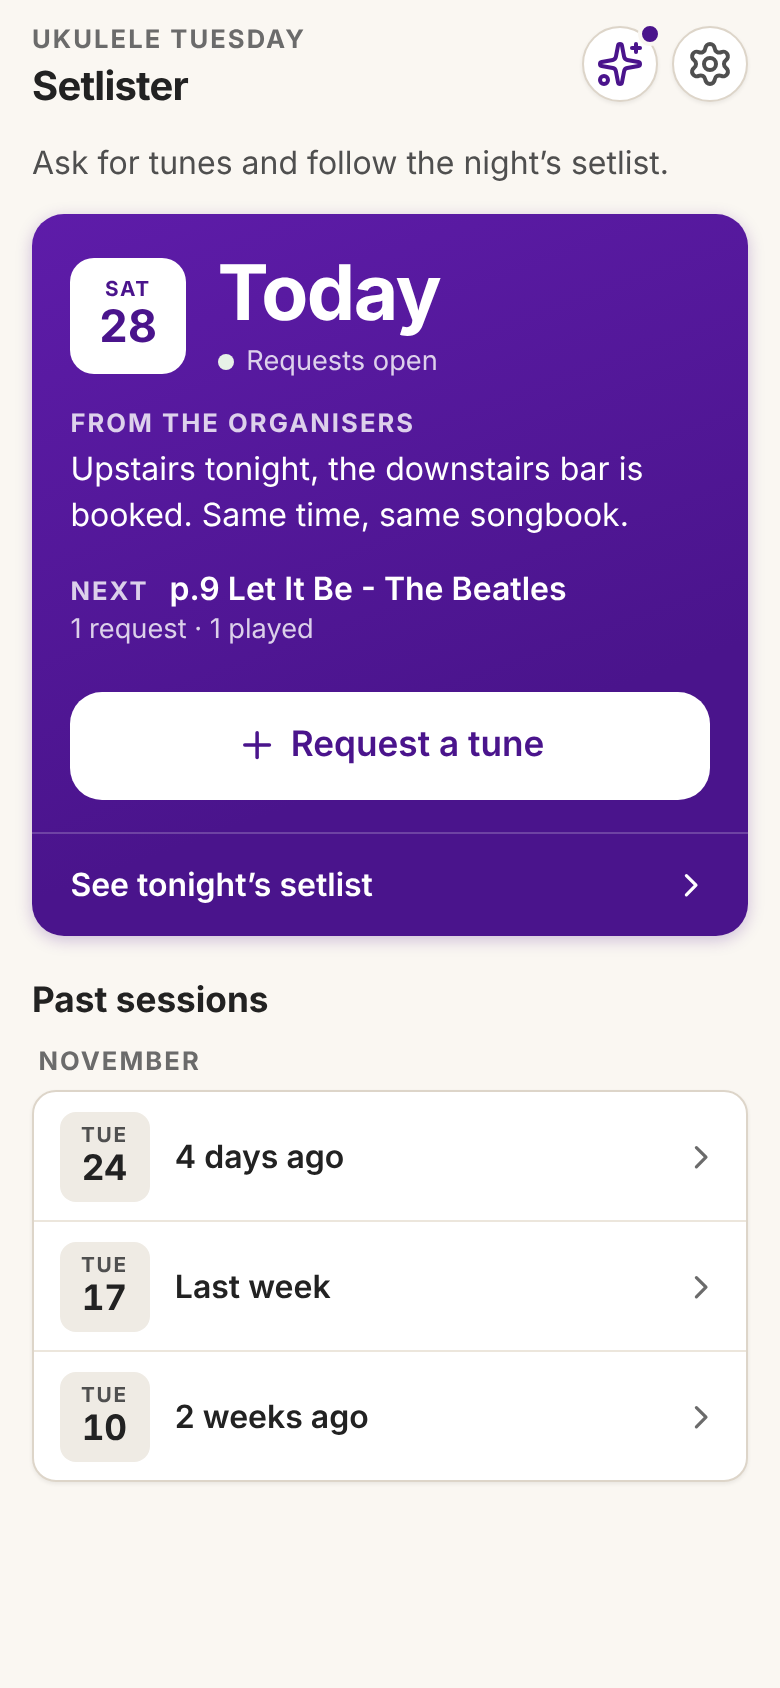 UKULELE TUESDAY
Setlister
Ask for tunes and follow the night’s setlist.
SAT
28
Today
Requests open
FROM THE ORGANISERS
Upstairs tonight, the downstairs bar is
booked. Same time, same songbook.
NEXT p.9 Let It Be - The Beatles
1 request · 1 played
+ Request a tune
See tonight’s setlist
Past sessions
NOVEMBER
TUE
24
4 days ago
TUE
17
Last week
TUE
10
2 weeks ago